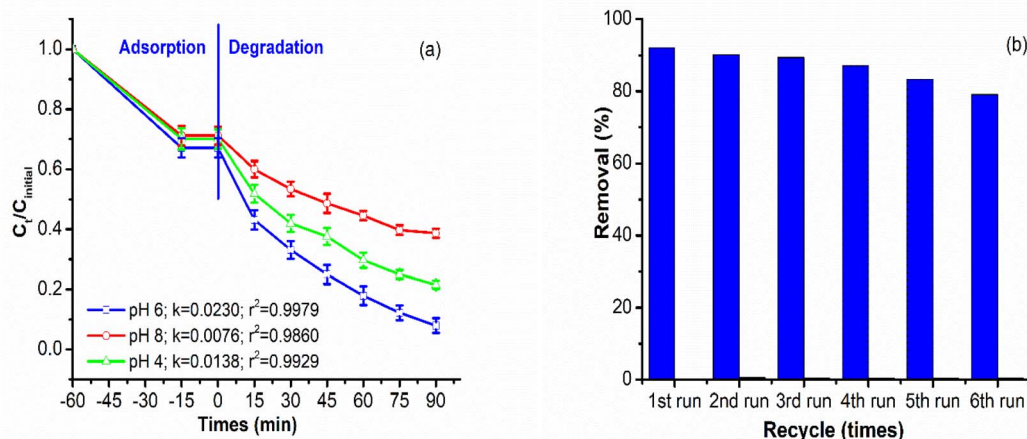 Adsorption Degradation (a)
1.0
0.8
0.6
0.4
0.2
0.0
C_t/C_initial
pH 6; k=0.0230; r²=0.9979
pH 8; k=0.0076; r²=0.9860
pH 4; k=0.0138; r²=0.9929
-60 -45 -30 -15 0 15 30 45 60 75 90
Times (min)
(b)
100
80
60
40
20
0
Removal (%)
1st run 2nd run 3rd run 4th run 5th run 6th run
Recycle (times)